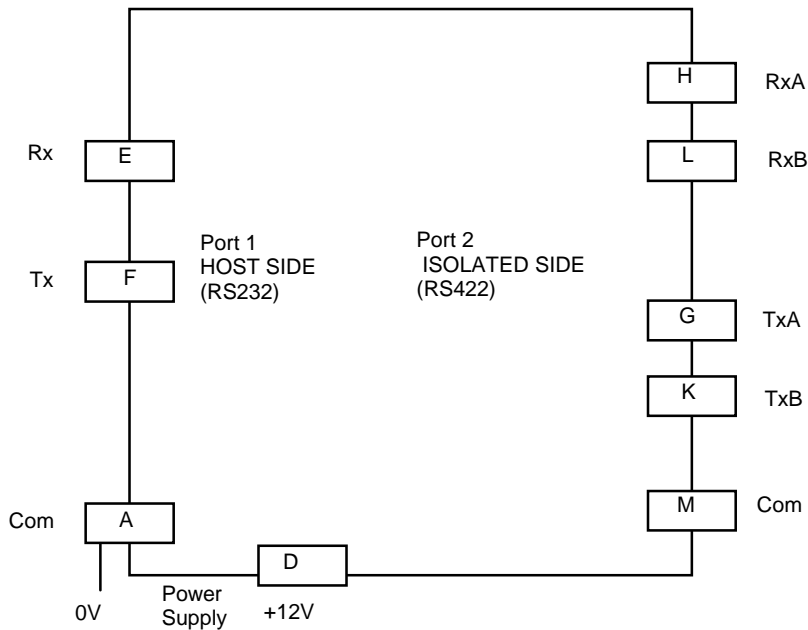 H
RxA
Rx
E
L
RxB
Port 1
HOST SIDE
(RS232)
Port 2
ISOLATED SIDE
(RS422)
Tx
F
G
TxA
K
TxB
Com
A
M
Com
D
0V
Power
Supply
+12V